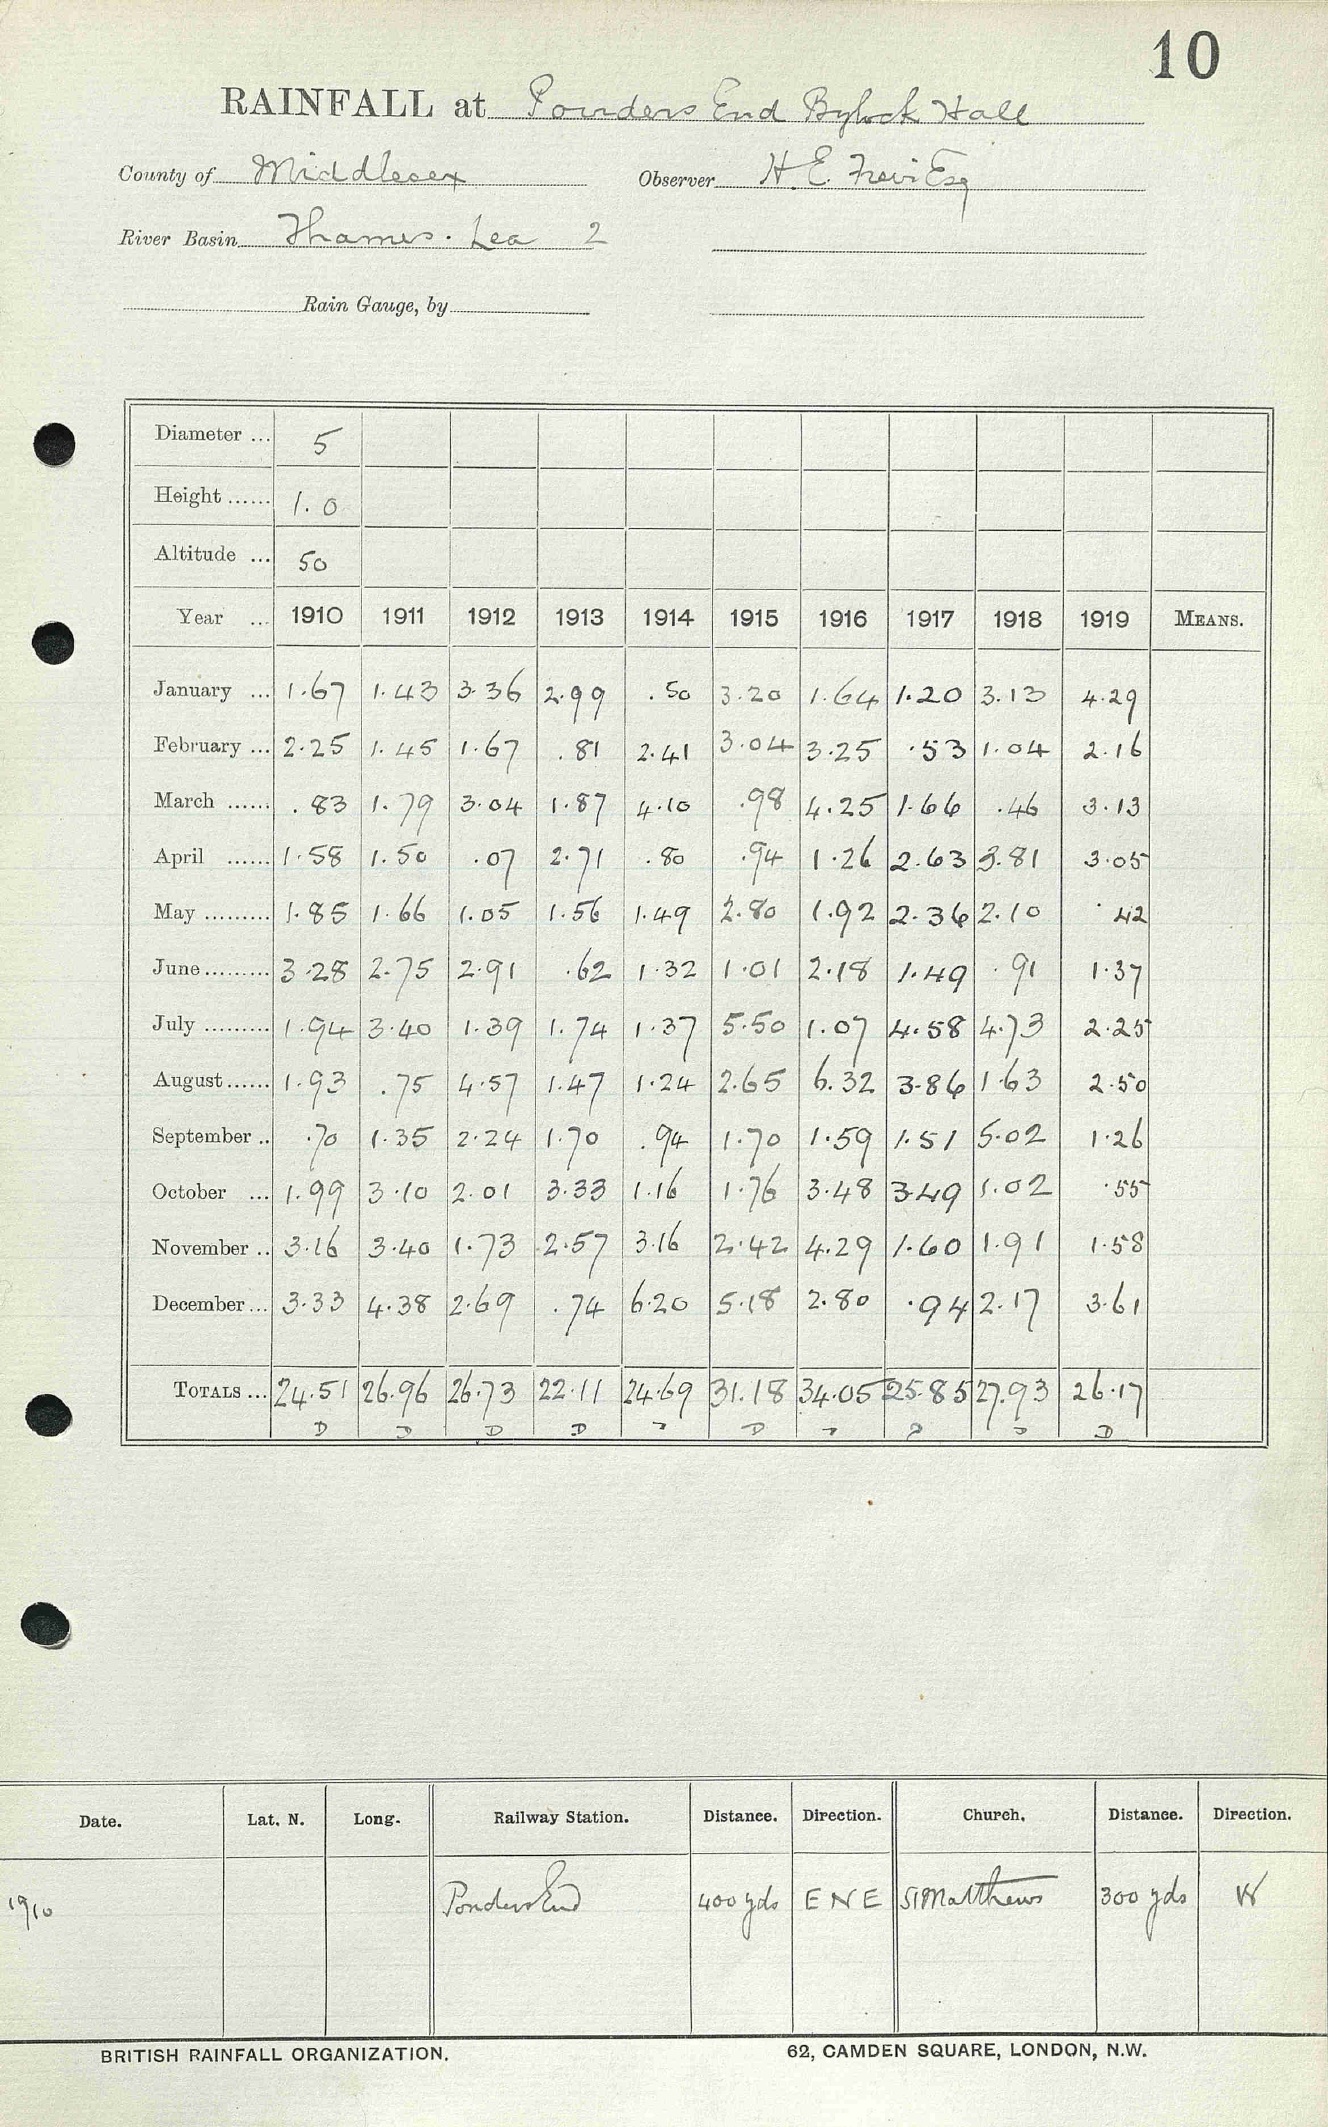 10
RAINFALL at Ponders End Bylock Hall
County of Middlesex Observer H. E. Esq
River Basin Thames. Lea 2
Rain Gauge, by
Diameter ... 5
Height ...... 1.0
Altitude ... 50
Year ... 1910 1911 1912 1913 1914 1915 1916 1917 1918 1919 MEANS.
January ... 1.67 1.43 3.36 2.99 .50 3.20 1.64 1.20 3.13 4.29
February ... 2.25 1.45 1.67 .81 2.41 3.04 3.25 .53 1.04 2.16
March ...... .83 1.79 3.04 1.87 4.10 .98 4.25 1.66 .46 3.13
April ...... 1.58 1.50 .07 2.71 .80 .94 1.26 2.63 3.81 3.05
May ......... 1.85 1.66 1.05 1.56 1.49 2.80 1.92 2.36 2.10 .42
June ......... 3.28 2.75 2.91 .62 1.32 1.01 2.18 1.49 .91 1.37
July ......... 1.94 3.40 1.39 1.74 1.37 5.50 1.07 4.58 4.73 2.25
August ...... 1.93 .75 4.57 1.47 1.24 2.65 6.32 3.86 1.63 2.50
September .. .70 1.35 2.24 1.70 .94 1.70 1.59 1.51 5.02 1.26
October ... 1.99 3.10 2.01 3.33 1.16 1.76 3.48 3.49 1.02 .55
November .. 3.16 3.40 1.73 2.57 3.16 2.42 4.29 1.60 1.91 1.58
December ... 3.33 4.38 2.69 .74 6.20 5.18 2.80 .94 2.17 3.61
TOTALS ... 24.51 26.96 26.73 22.11 24.69 31.18 34.05 25.85 27.93 26.17
Date. Lat. N. Long. Railway Station. Distance. Direction. Church. Distance. Direction.
1910 Ponders End 400 yds E N E St Matthews 300 yds W
BRITISH RAINFALL ORGANIZATION. 62, CAMDEN SQUARE, LONDON, N.W.